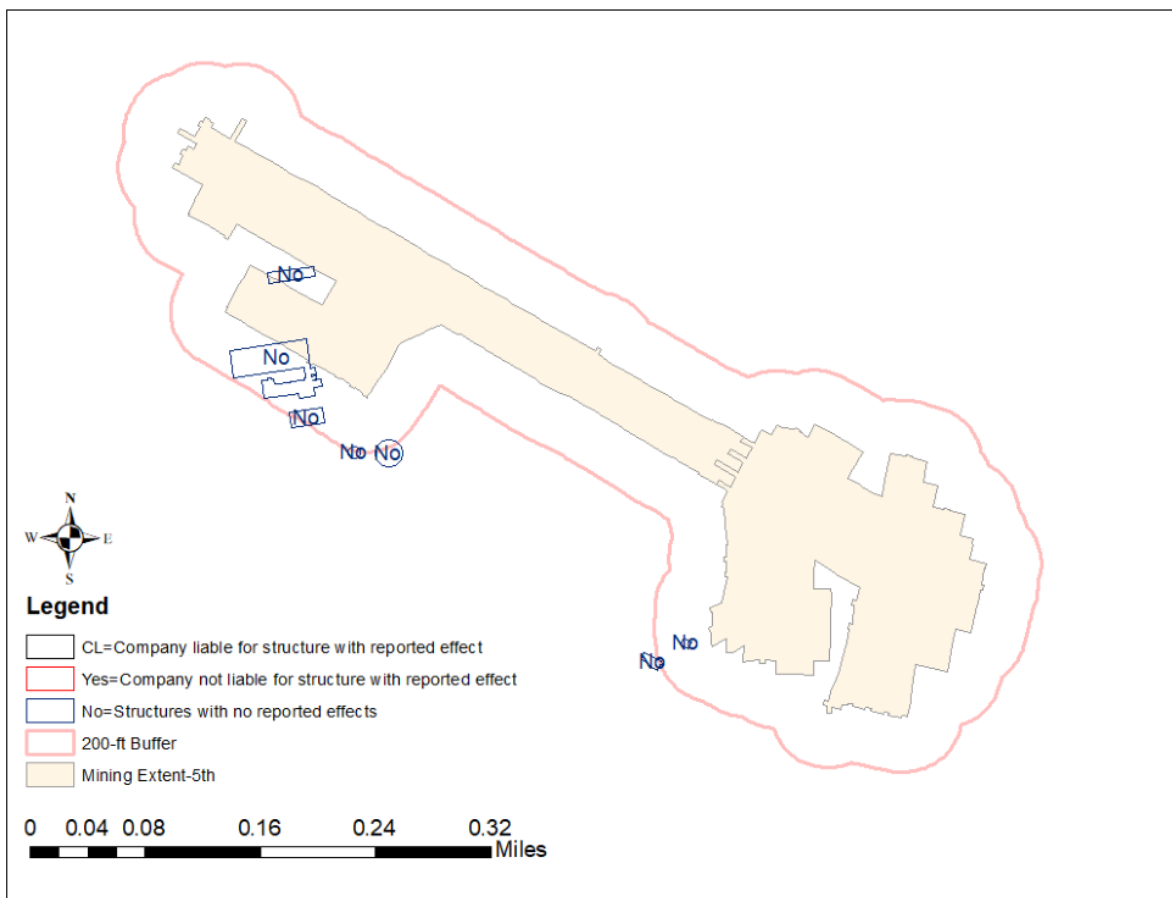 No
No
No
No
No
No
No
N
W E
S
Legend
CL=Company liable for structure with reported effect
Yes=Company not liable for structure with reported effect
No=Structures with no reported effects
200-ft Buffer
Mining Extent-5th
0 0.04 0.08 0.16 0.24 0.32
Miles